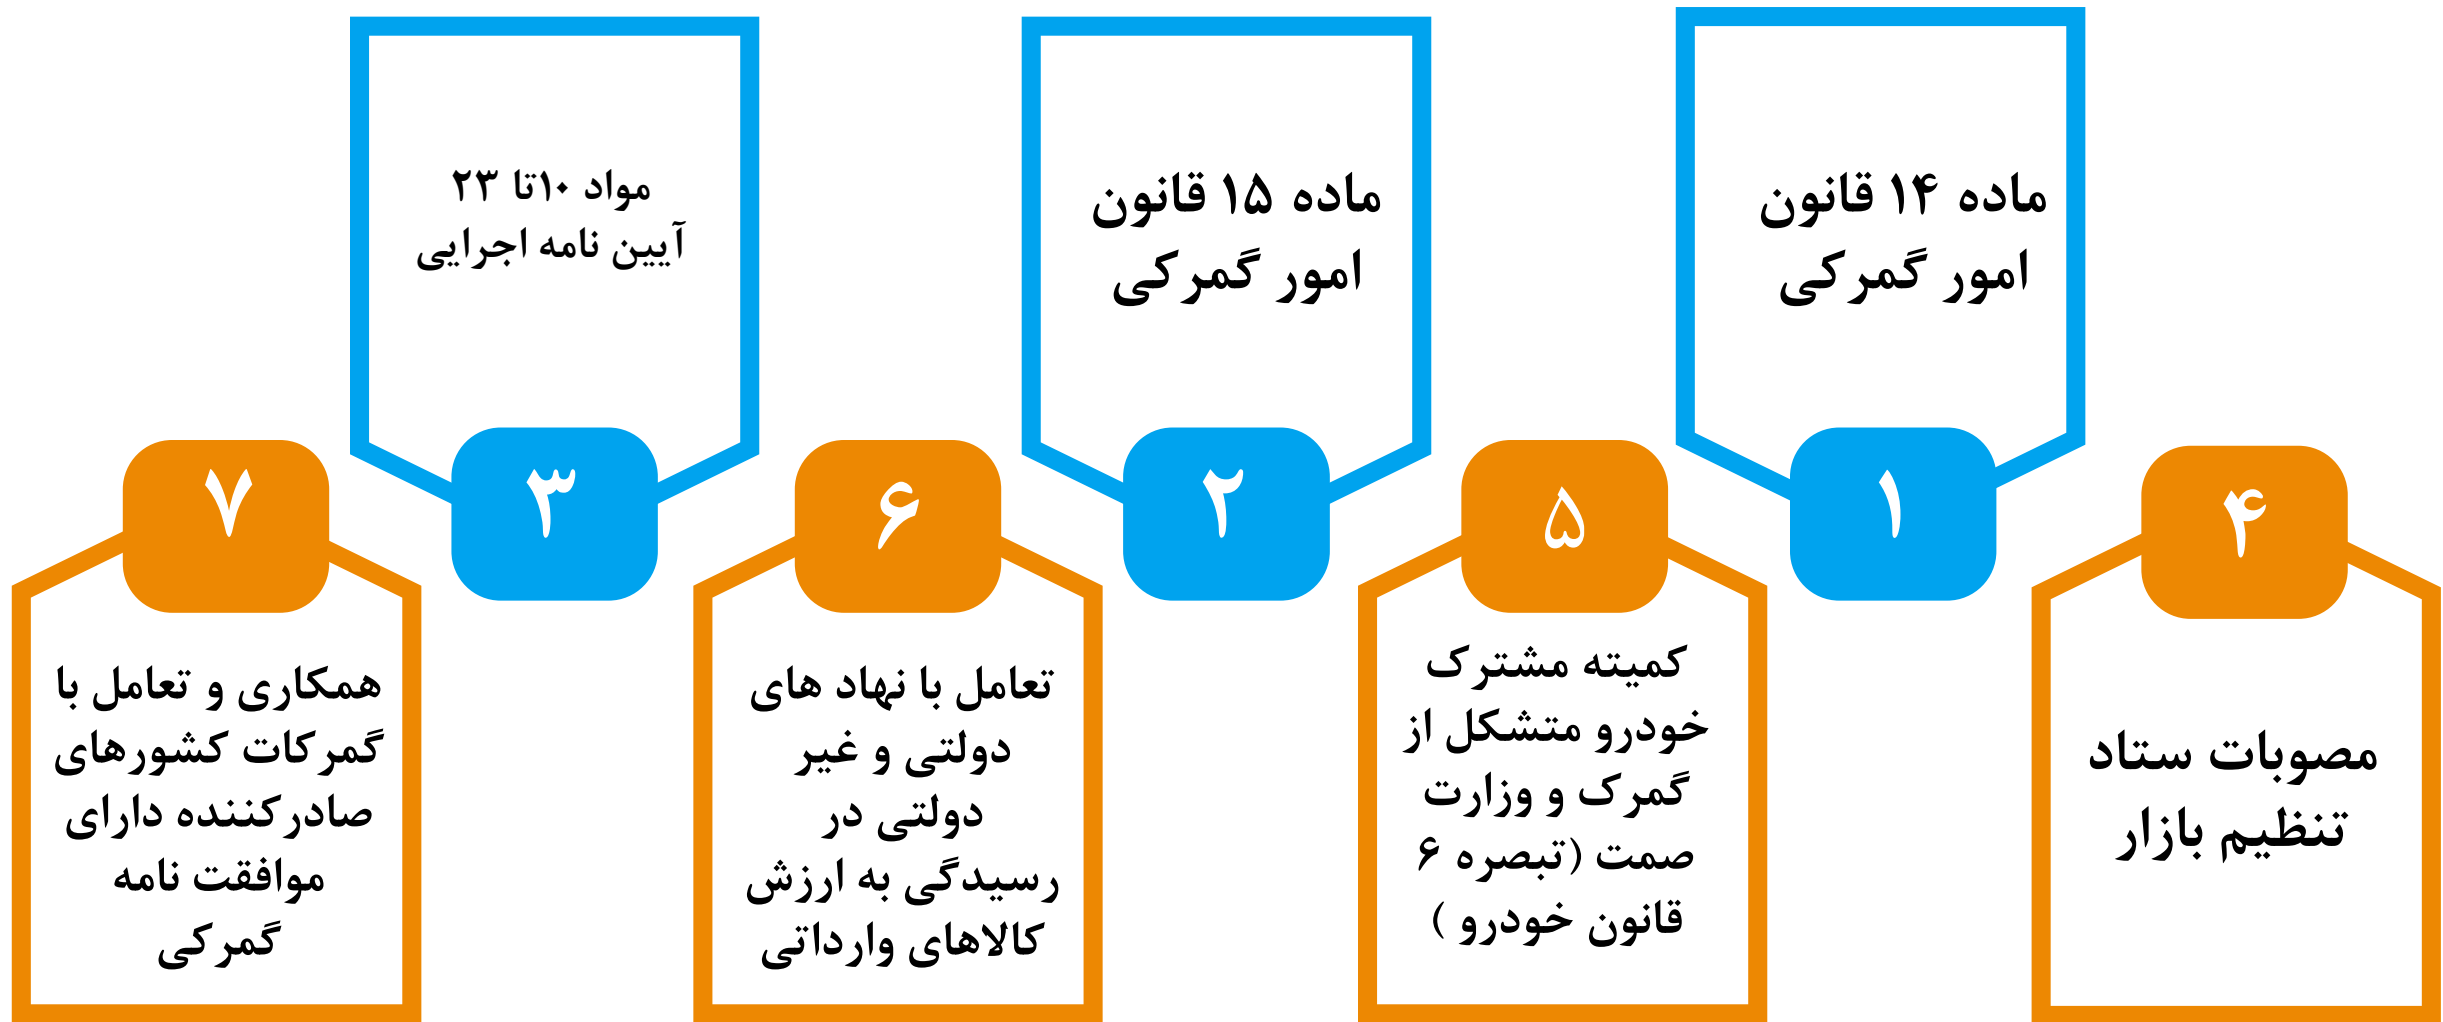 ماده ۱۴ قانون
امور گمرکی
۱
ماده ۱۵ قانون
امور گمرکی
۲
مواد ۱۰تا ۲۳
آیین نامه اجرایی
۳
۴
مصوبات ستاد
تنظیم بازار
۵
کمیته مشترک
خودرو متشکل از
گمرک و وزارت
صمت (تبصره ۶
قانون خودرو )
۶
تعامل با نهاد های
دولتی و غیر
دولتی در
رسیدگی به ارزش
کالاهای وارداتی
۷
همکاری و تعامل با
گمرکات کشورهای
صادرکننده دارای
موافقت نامه
گمرکی